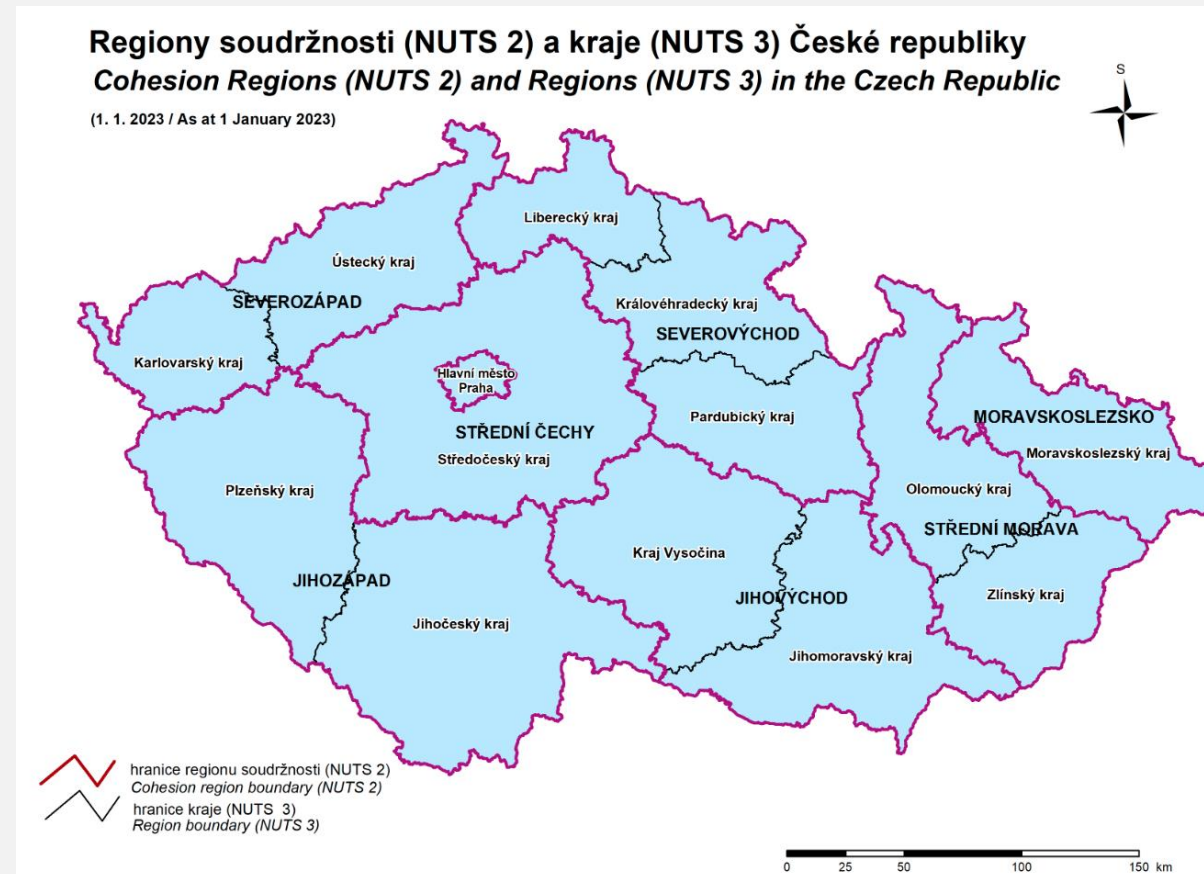 Regiony soudržnosti (NUTS 2) a kraje (NUTS 3) České republiky
Cohesion Regions (NUTS 2) and Regions (NUTS 3) in the Czech Republic
(1. 1. 2023 / As at 1 January 2023)
S
Liberecký kraj
Ústecký kraj
SEVEROZÁPAD
Královéhradecký kraj
SEVEROVÝCHOD
Karlovarský kraj
Hlavní město
Praha
Pardubický kraj
MORAVSKOSLEZSKO
STŘEDNÍ ČECHY
Středočeský kraj
Moravskoslezský kraj
Plzeňský kraj
Olomoucký kraj
STŘEDNÍ MORAVA
Kraj Vysočina
JIHOZÁPAD
JIHOVÝCHOD
Zlínský kraj
Jihočeský kraj
Jihomoravský kraj
hranice regionu soudržnosti (NUTS 2)
Cohesion region boundary (NUTS 2)
hranice kraje (NUTS 3)
Region boundary (NUTS 3)
0 25 50 100 150 km